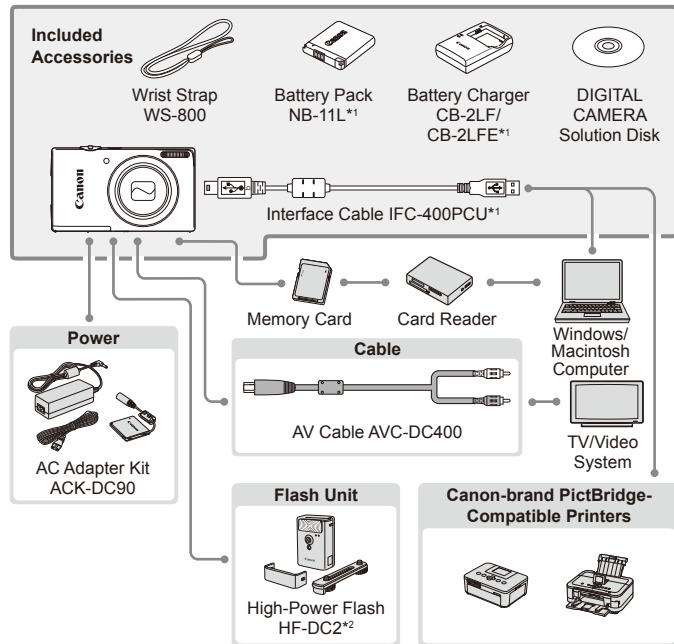 Included
Accessories
Wrist Strap
WS-800
Battery Pack
NB-11L*1
Battery Charger
CB-2LF/
CB-2LFE*1
DIGITAL
CAMERA
Solution Disk
Canon
Canon
Canon
Interface Cable IFC-400PCU*1
Memory Card
Card Reader
Windows/
Macintosh
Computer
Power
AC Adapter Kit
ACK-DC90
Cable
AV Cable AVC-DC400
TV/Video
System
Flash Unit
Canon
High-Power Flash
HF-DC2*2
Canon-brand PictBridge-
Compatible Printers